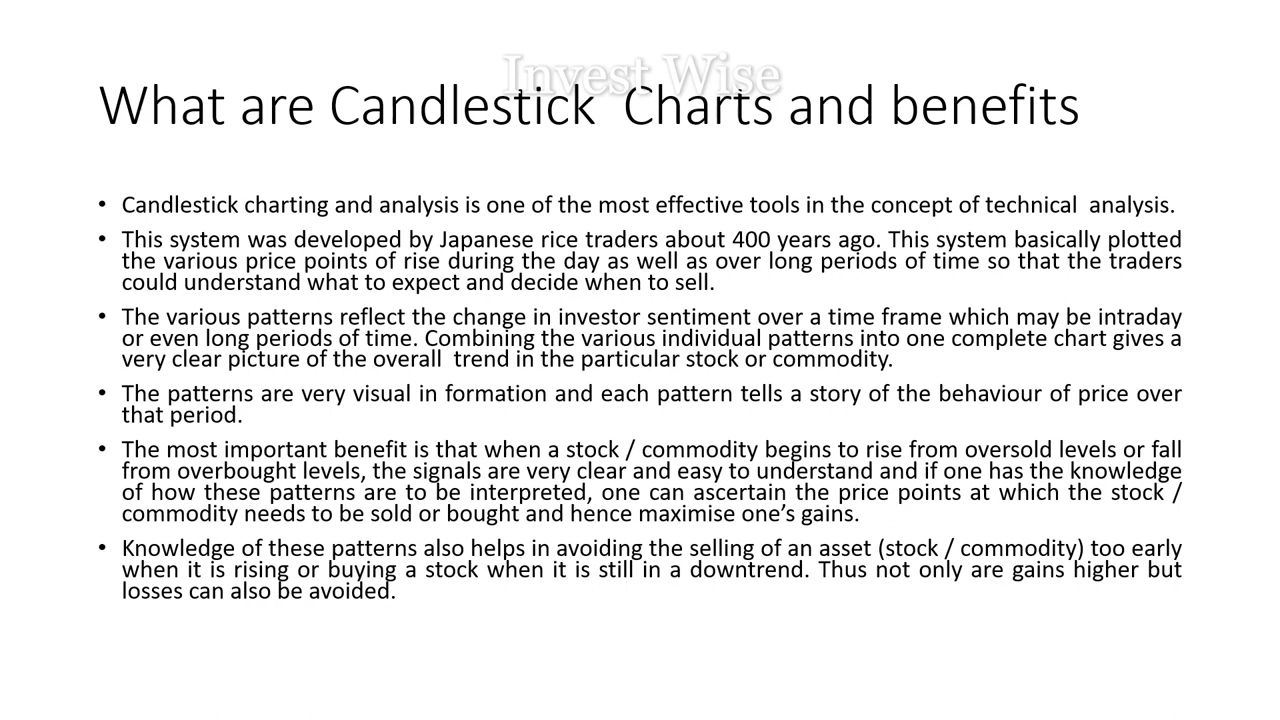 Invest Wise
What are Candlestick  Charts and benefits
• Candlestick charting and analysis is one of the most effective tools in the concept of technical  analysis.
• This system was developed by Japanese rice traders about 400 years ago. This system basically plotted
the various price points of rise during the day as well as over long periods of time so that the traders
could understand what to expect and decide when to sell.
• The various patterns reflect the change in investor sentiment over a time frame which may be intraday
or even long periods of time. Combining the various individual patterns into one complete chart gives a
very clear picture of the overall  trend in the particular stock or commodity.
• The patterns are very visual in formation and each pattern tells a story of the behaviour of price over
that period.
• The most important benefit is that when a stock / commodity begins to rise from oversold levels or fall
from overbought levels, the signals are very clear and easy to understand and if one has the knowledge
of how these patterns are to be interpreted, one can ascertain the price points at which the stock /
commodity needs to be sold or bought and hence maximise one’s gains.
• Knowledge of these patterns also helps in avoiding the selling of an asset (stock / commodity) too early
when it is rising or buying a stock when it is still in a downtrend. Thus not only are gains higher but
losses can also be avoided.